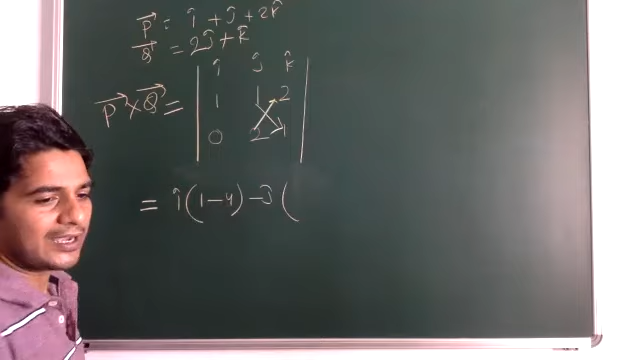 P⃗ = î + ĵ + 2k̂
Q⃗ = 2ĵ + k̂
î ĵ k̂
P⃗ × Q⃗ = 1 1 2
0 2 1
= î(1-4) - ĵ(